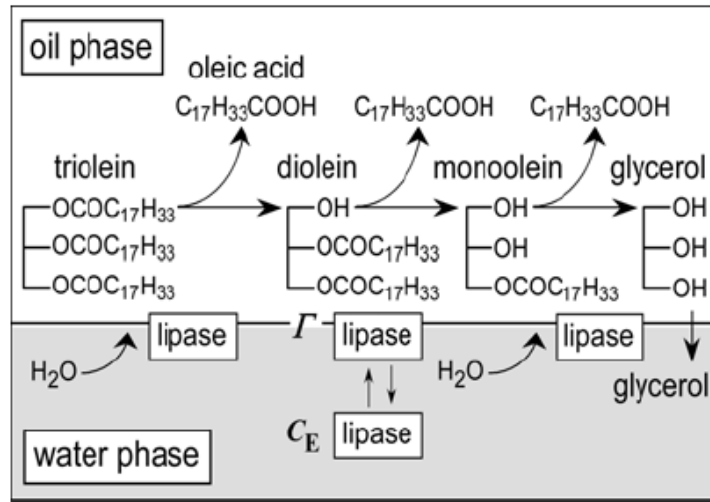 oil phase
oleic acid
C₁₇H₃₃COOH C₁₇H₃₃COOH C₁₇H₃₃COOH
triolein diolein monoolein glycerol
OCOC₁₇H₃₃ OH OH OH
OCOC₁₇H₃₃ OCOC₁₇H₃₃ OH OH
OCOC₁₇H₃₃ OCOC₁₇H₃₃ OCOC₁₇H₃₃ OH
lipase Γ lipase lipase
H₂O H₂O glycerol
C_E lipase
water phase